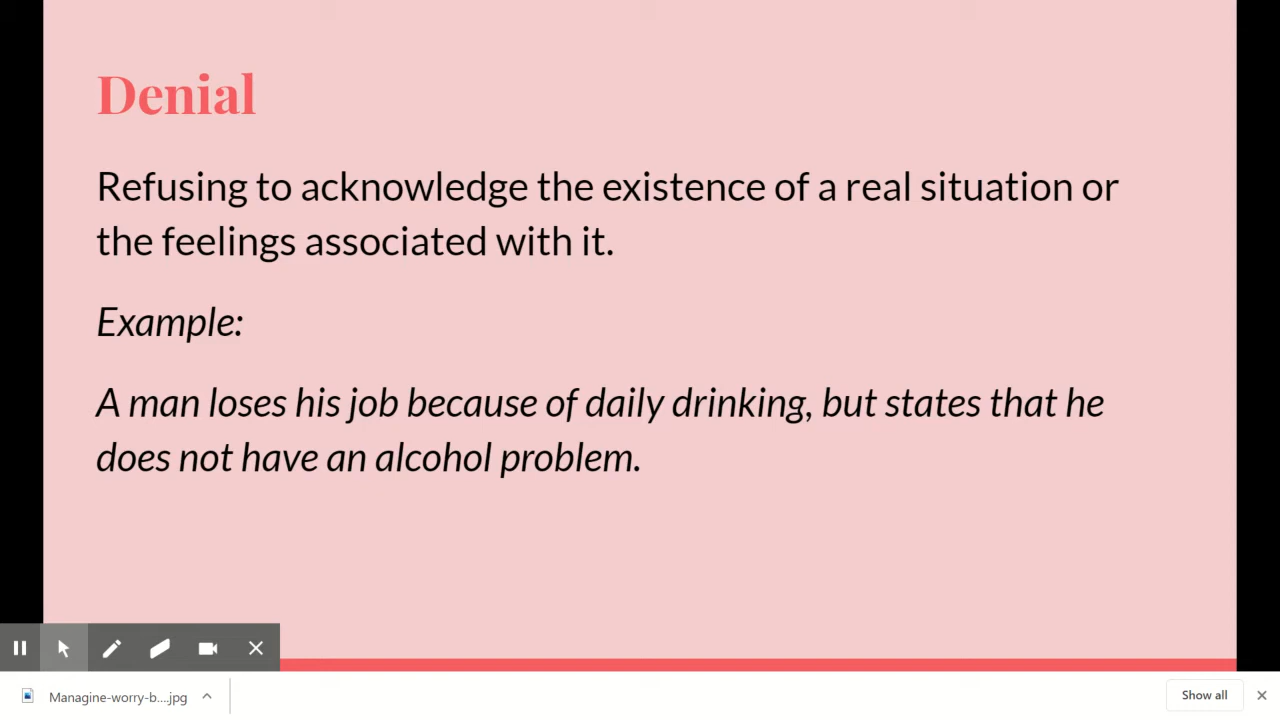 Denial
Refusing to acknowledge the existence of a real situation or
the feelings associated with it.
Example:
A man loses his job because of daily drinking, but states that he
does not have an alcohol problem.
Managine-worry-b....jpg
Show all